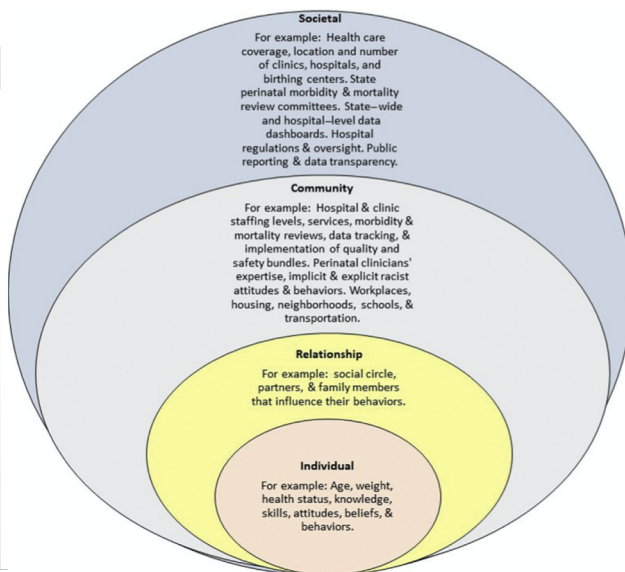 Societal
For example: Health care
coverage, location and number
of clinics, hospitals, and
birthing centers. State
perinatal morbidity & mortality
review committees. State–wide
and hospital–level data
dashboards. Hospital
regulations & oversight. Public
reporting & data transparency.
Community
For example: Hospital & clinic
staffing levels, services, morbidity &
mortality reviews, data tracking, &
implementation of quality and
safety bundles. Perinatal clinicians'
expertise, implicit & explicit racist
attitudes & behaviors. Workplaces,
housing, neighborhoods, schools, &
transportation.
Relationship
For example: social circle,
partners, & family members
that influence their behaviors.
Individual
For example: Age, weight,
health status, knowledge,
skills, attitudes, beliefs, &
behaviors.